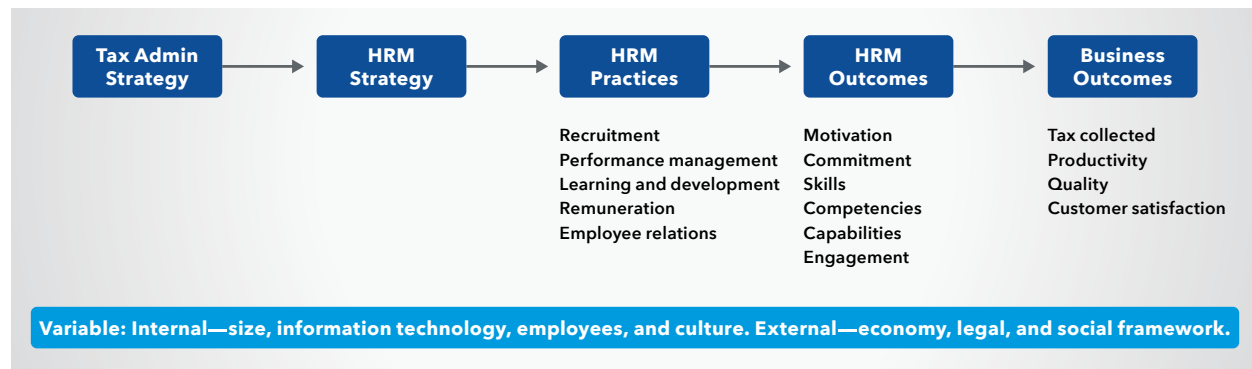 Tax Admin
Strategy
HRM
Strategy
HRM
Practices
HRM
Outcomes
Business
Outcomes
Recruitment
Performance management
Learning and development
Remuneration
Employee relations
Motivation
Commitment
Skills
Competencies
Capabilities
Engagement
Tax collected
Productivity
Quality
Customer satisfaction
Variable: Internal—size, information technology, employees, and culture. External—economy, legal, and social framework.